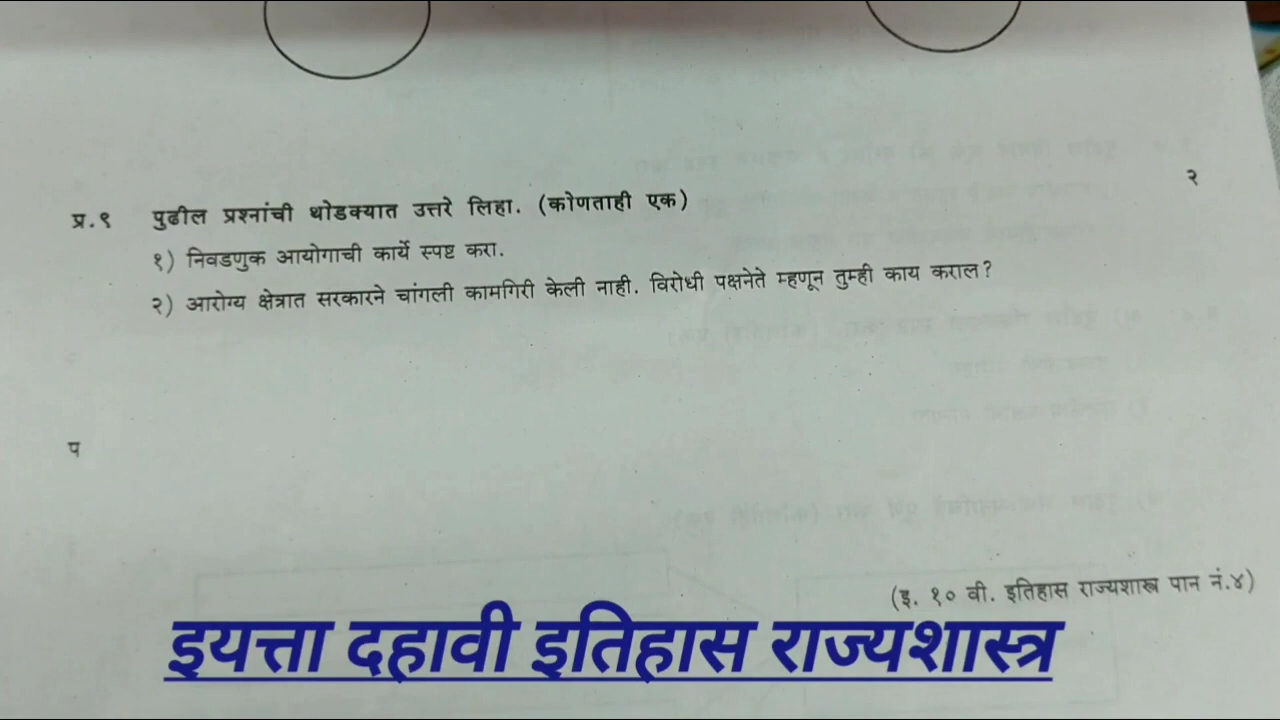 प्र.९ पुढील प्रश्नांची थोडक्यात उत्तरे लिहा. (कोणताही एक) २
१) निवडणुक आयोगाची कार्ये स्पष्ट करा.
२) आरोग्य क्षेत्रात सरकारने चांगली कामगिरी केली नाही. विरोधी पक्षनेते म्हणून तुम्ही काय कराल?
प
(इ. १० वी. इतिहास राज्यशास्त्र पान नं.४)
इयत्ता दहावी इतिहास राज्यशास्त्र